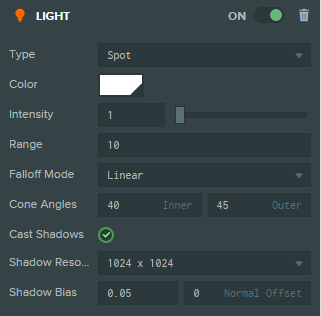 LIGHT ON
Type Spot
Color
Intensity 1
Range 10
Falloff Mode Linear
Cone Angles 40 Inner 45 Outer
Cast Shadows
Shadow Reso... 1024 x 1024
Shadow Bias 0.05 0 Normal Offset